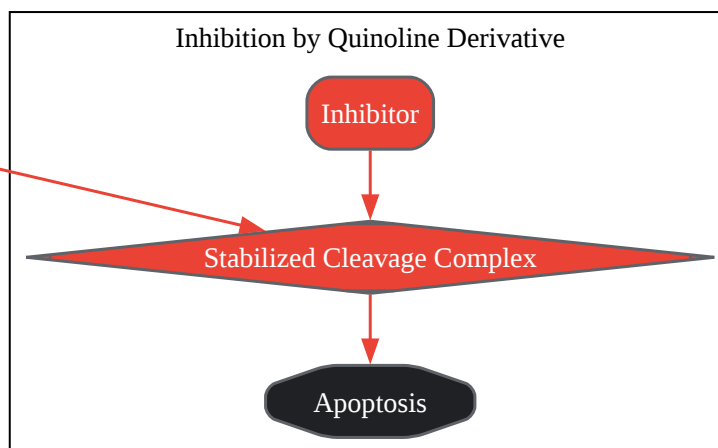 Inhibition by Quinoline Derivative
Inhibitor
Stabilized Cleavage Complex
Apoptosis